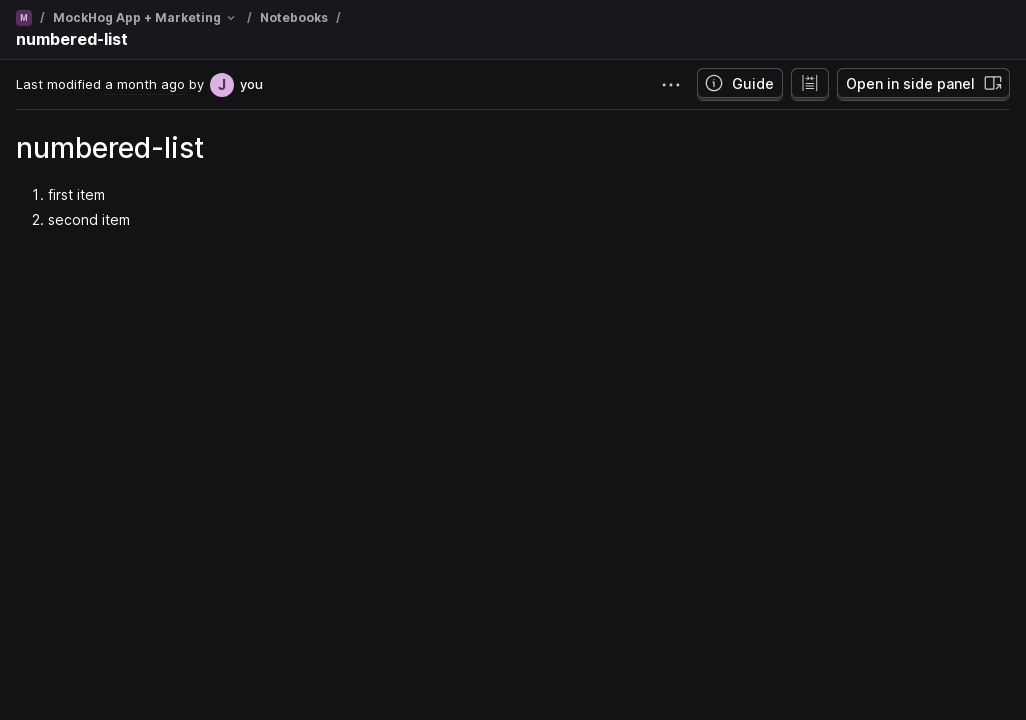 M / MockHog App + Marketing / Notebooks /
numbered-list
Last modified a month ago by J you
Guide
Open in side panel
numbered-list
1. first item
2. second item